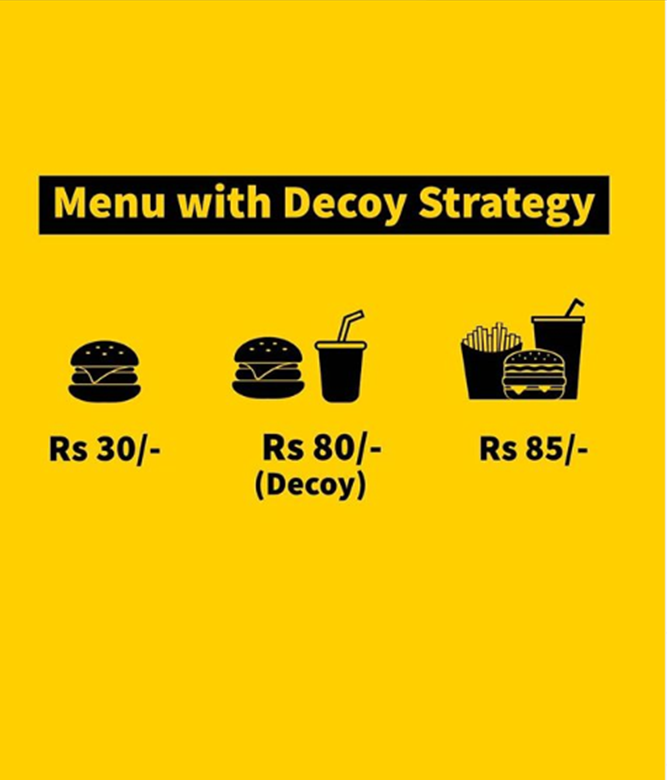 Menu with Decoy Strategy
Rs 30/-
Rs 80/-
(Decoy)
Rs 85/-